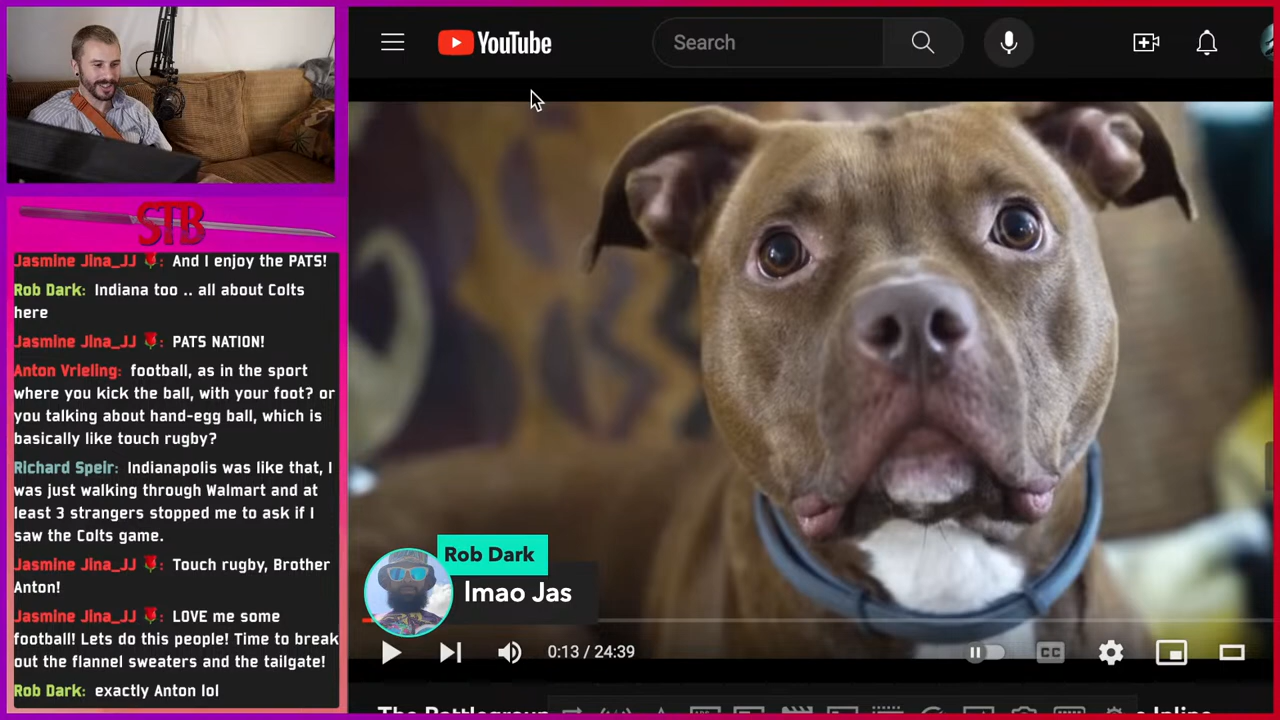 YouTube
Search
STB
Jasmine Jina_JJ 🌹: And I enjoy the PATS!
Rob Dark: Indiana too .. all about Colts
here
Jasmine Jina_JJ 🌹: PATS NATION!
Anton Vrieling: football, as in the sport
where you kick the ball, with your foot? or
you talking about hand-egg ball, which is
basically like touch rugby?
Richard Speir: Indianapolis was like that, I
was just walking through Walmart and at
least 3 strangers stopped me to ask if I
saw the Colts game.
Jasmine Jina_JJ 🌹: Touch rugby, Brother
Anton!
Jasmine Jina_JJ 🌹: LOVE me some
football! Lets do this people! Time to break
out the flannel sweaters and the tailgate!
Rob Dark: exactly Anton lol
Rob Dark
lmao Jas
0:13 / 24:39
CC